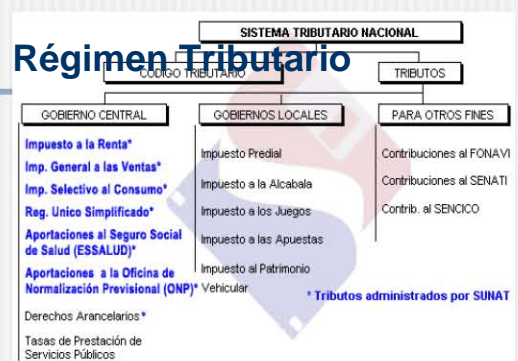 SISTEMA TRIBUTARIO NACIONAL
Régimen Tributario
CODIGO TRIBUTARIO
TRIBUTOS
GOBIERNO CENTRAL
Impuesto a la Renta*
Imp. General a las Ventas*
Imp. Selectivo al Consumo*
Reg. Unico Simplificado*
Aportaciones al Seguro Social
de Salud (ESSALUD)*
Aportaciones a la Oficina de
Normalización Previsional (ONP)*
Derechos Arancelarios*
Tasas de Prestación de
Servicios Públicos
GOBIERNOS LOCALES
Impuesto Predial
Impuesto a la Alcabala
Impuesto a los Juegos
Impuesto a las Apuestas
Impuesto al Patrimonio
Vehicular
PARA OTROS FINES
Contribuciones al FONAVI
Contribuciones al SENATI
Contrib. al SENCICO
* Tributos administrados por SUNAT